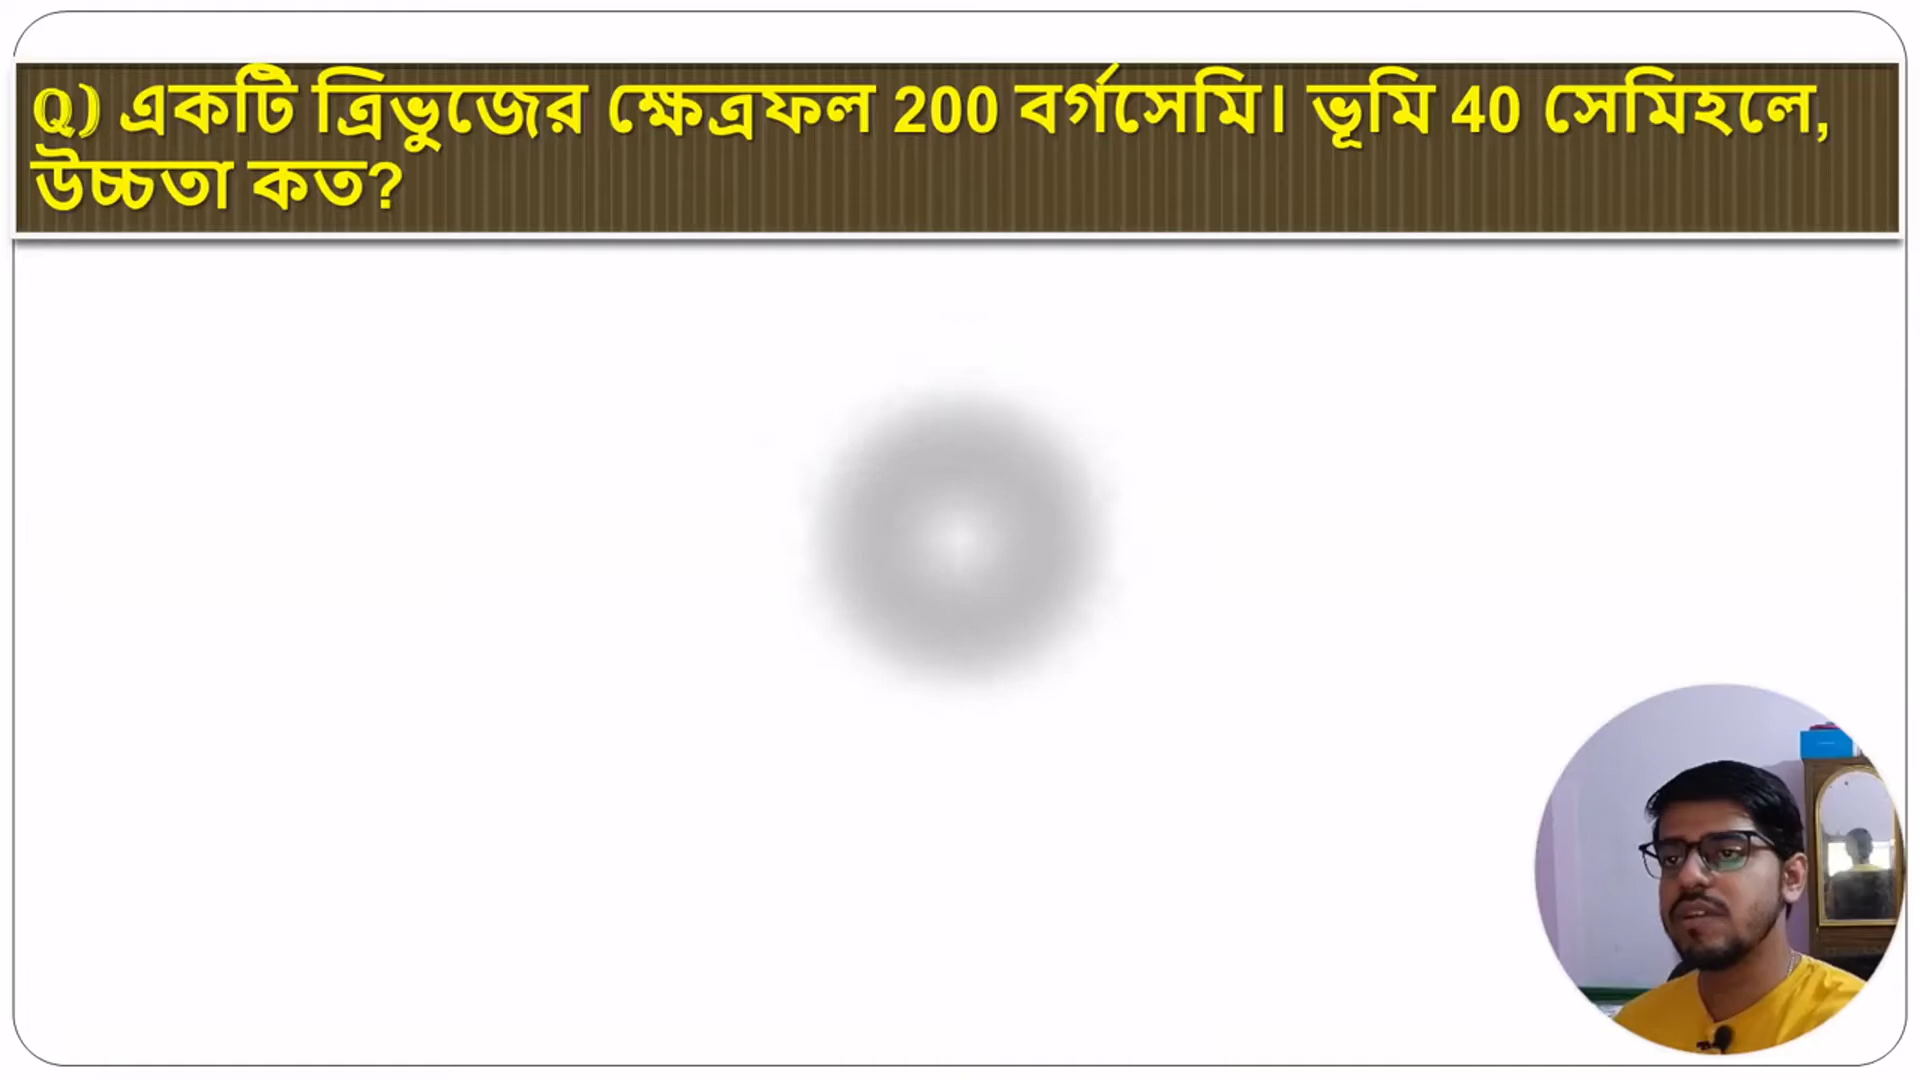 Q) একটি ত্রিভুজের ক্ষেত্রফল 200 বর্গসেমি। ভূমি 40 সেমিহলে,
উচ্চতা কত?